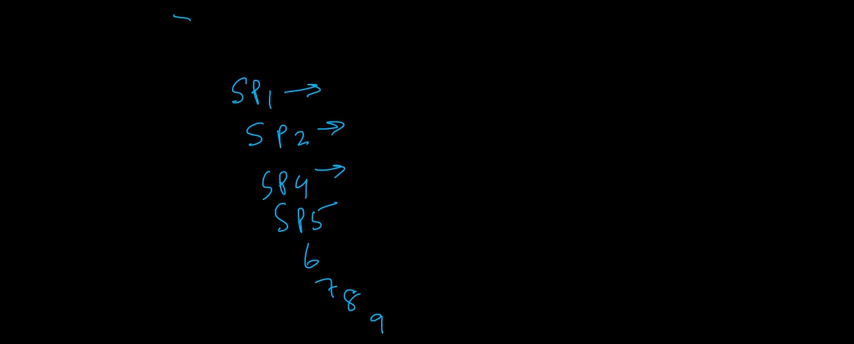 SP1 →
SP2 →
SP4 →
SP5
6
7
8
9